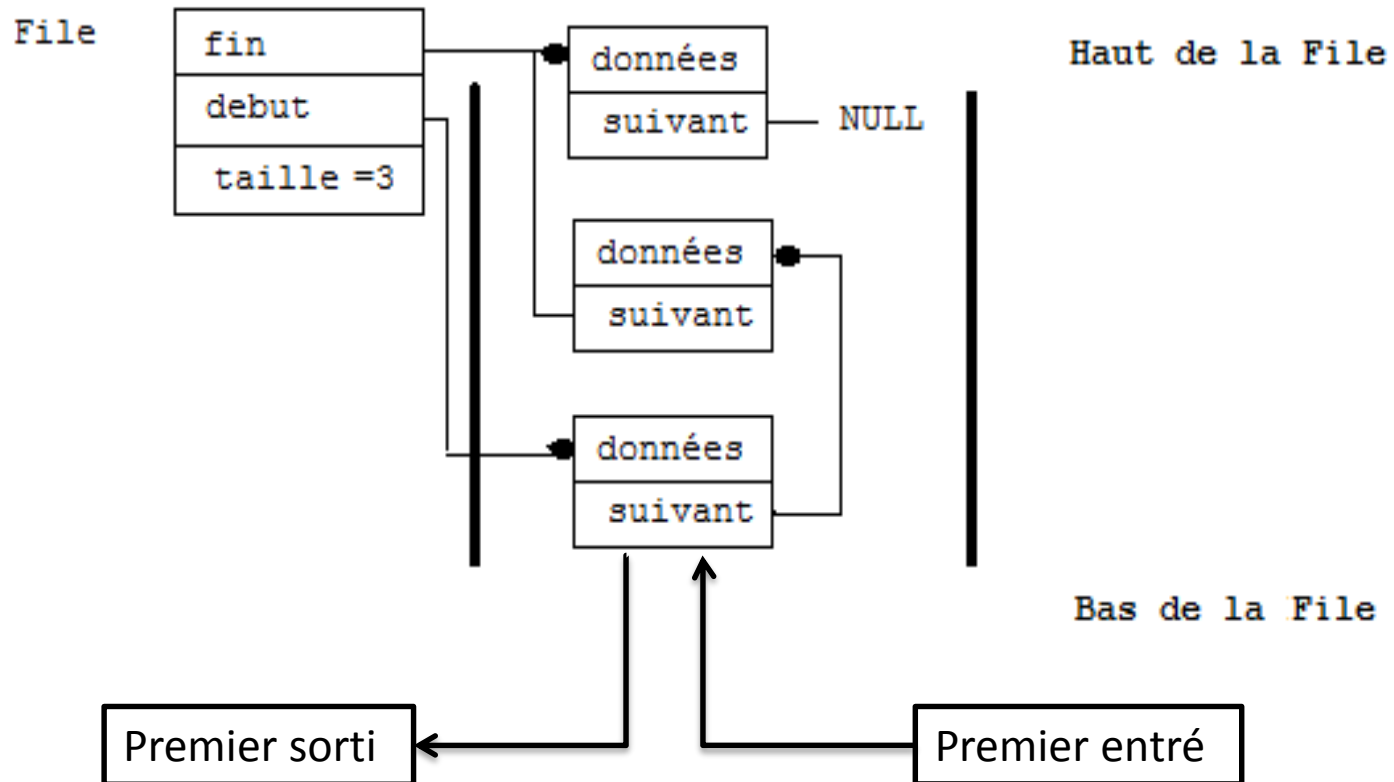 File
fin
debut
taille =3
données
suivant
NULL
Haut de la File
données
suivant
données
suivant
Bas de la File
Premier sorti
Premier entré